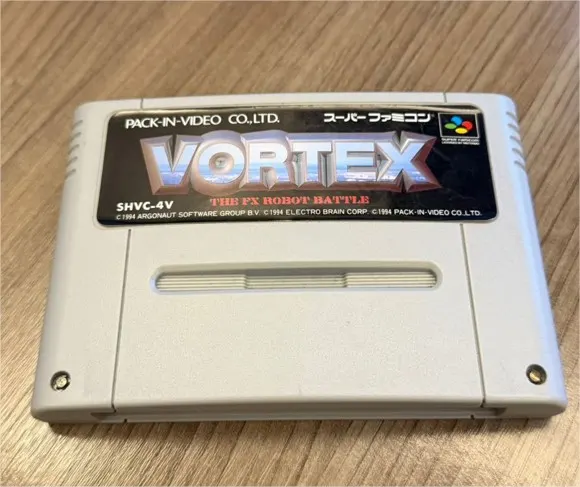 PACK-IN-VIDEO CO.,LTD.
スーパー ファミコン
VORTEX
SHVC-4V
THE FX ROBOT BATTLE
©1994 ARGONAUT SOFTWARE GROUP B.V. ©1994 ELECTRO BRAIN CORP. ©1994 PACK-IN-VIDEO CO.,LTD.